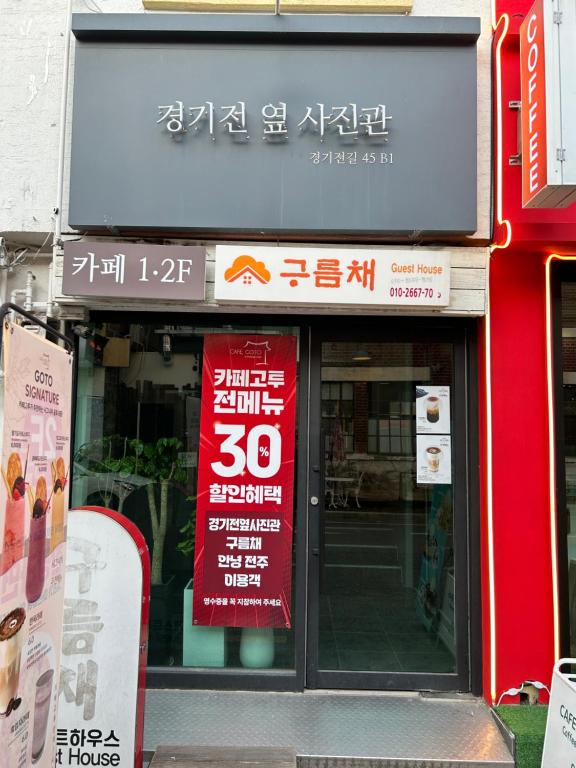 경기전 옆 사진관
경기전길 45 B1
COFFEE
카페 1·2F
구름채
Guest House
010-2667-70
CAFE GOTO
카페고투
전메뉴
30%
할인혜택
경기전옆사진관
구름채
안녕 전주
이용객
영수증을 꼭 지참하여 주세요
GOTO
SIGNATURE
2F
구름채
트하우스
st House
CAFE
Coffee